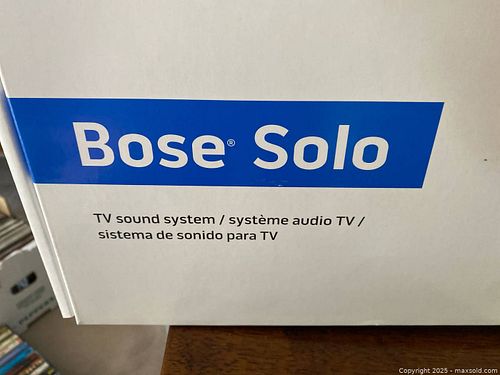 Bose® Solo
TV sound system / système audio TV /
sistema de sonido para TV
Copyright 2025 - maxsold.com